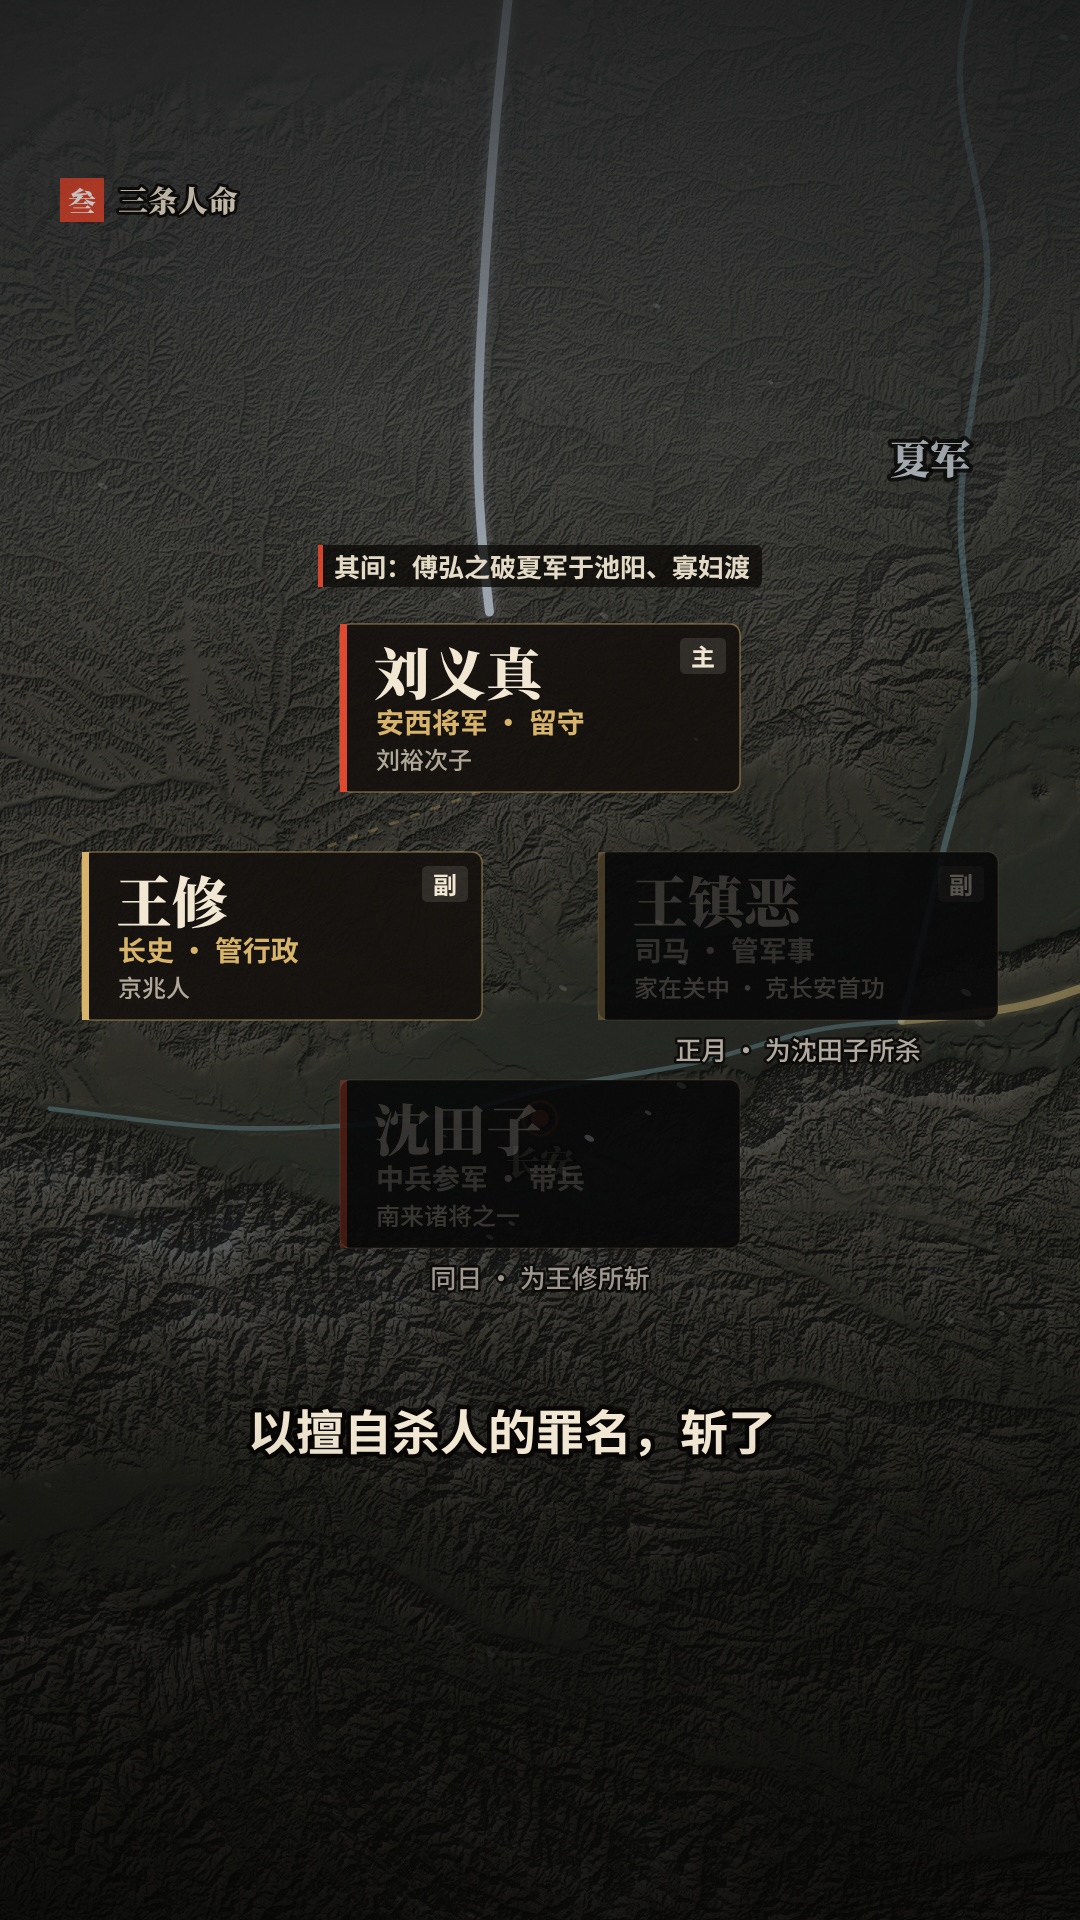 叁 三条人命
夏军
其间：傅弘之破夏军于池阳、寡妇渡
刘义真 主
安西将军 · 留守
刘裕次子
王修 副
长史 · 管行政
京兆人
王镇恶 副
司马 · 管军事
家在关中 · 克长安首功
正月 · 为沈田子所杀
沈田子
长安
中兵参军 · 带兵
南来诸将之一
同日 · 为王修所斩
以擅自杀人的罪名，斩了